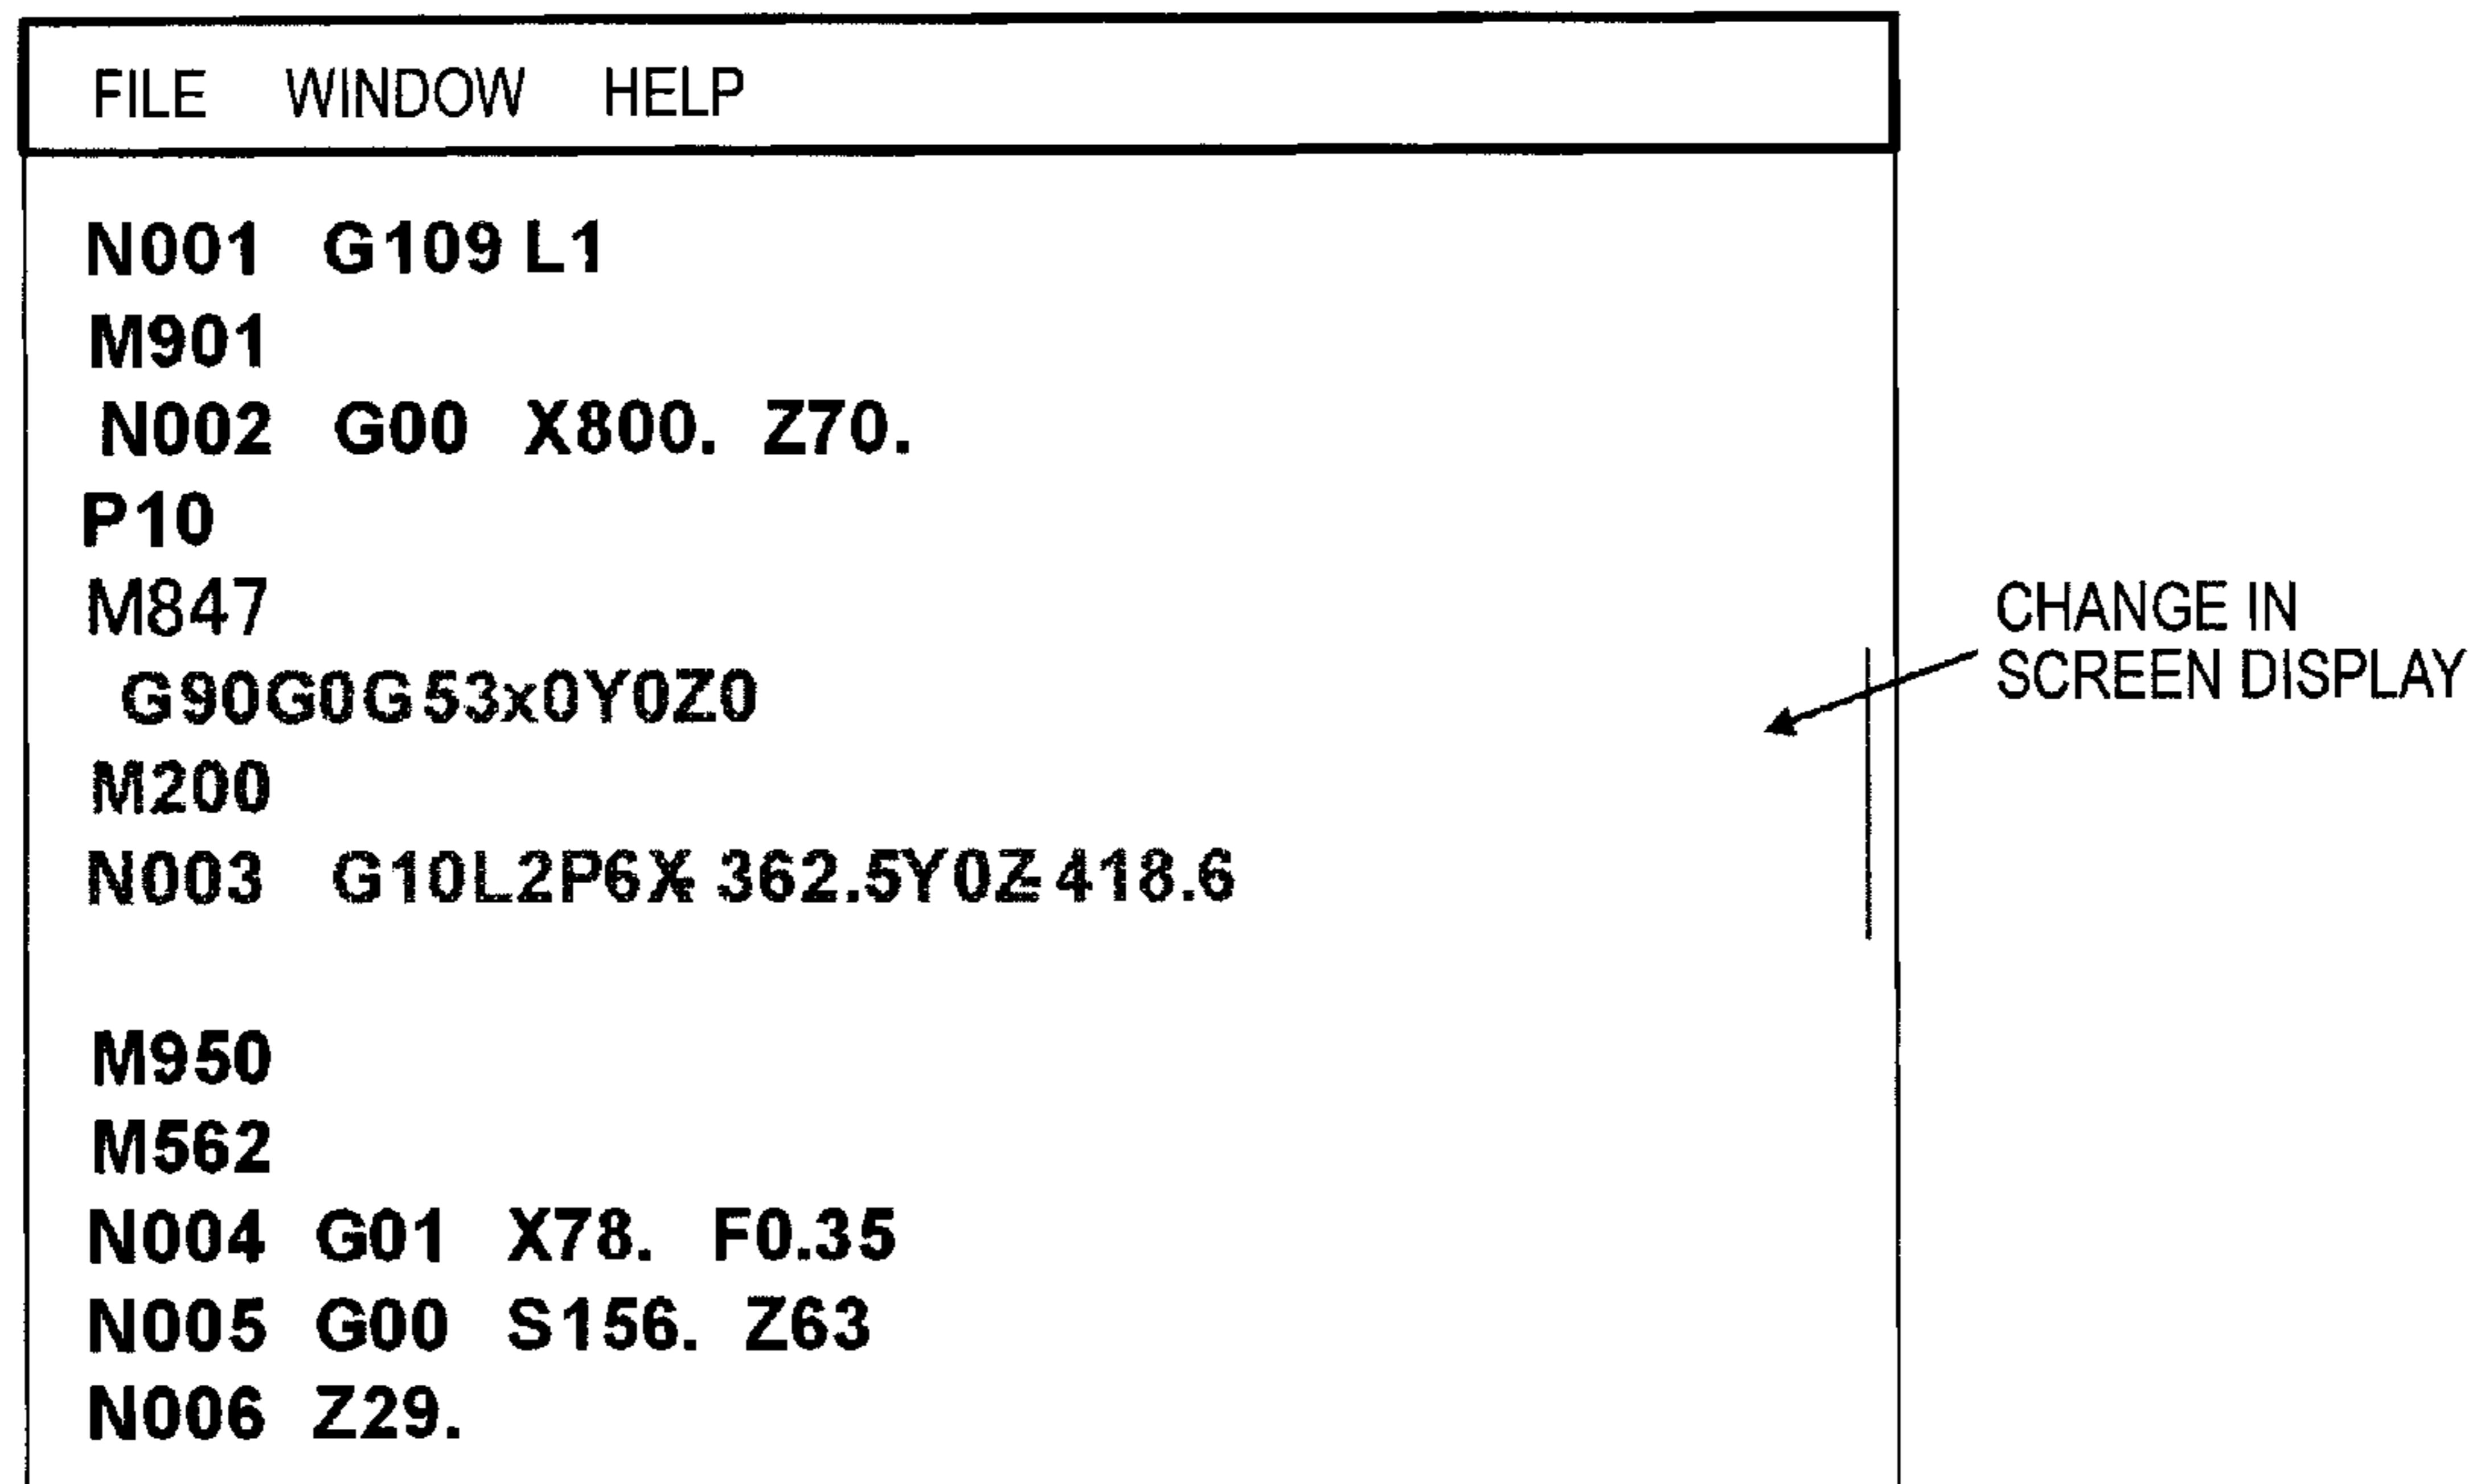 FILE WINDOW HELP
N001 G109 L1
M901
N002 G00 X800. Z70.
P10
M847
G90G0G53x0Y0Z0
M200
N003 G10L2P6X-362.5Y0Z-418.6
M950
M562
N004 G01 X78. F0.35
N005 G00 S156. Z63
N006 Z29.
CHANGE IN
SCREEN DISPLAY